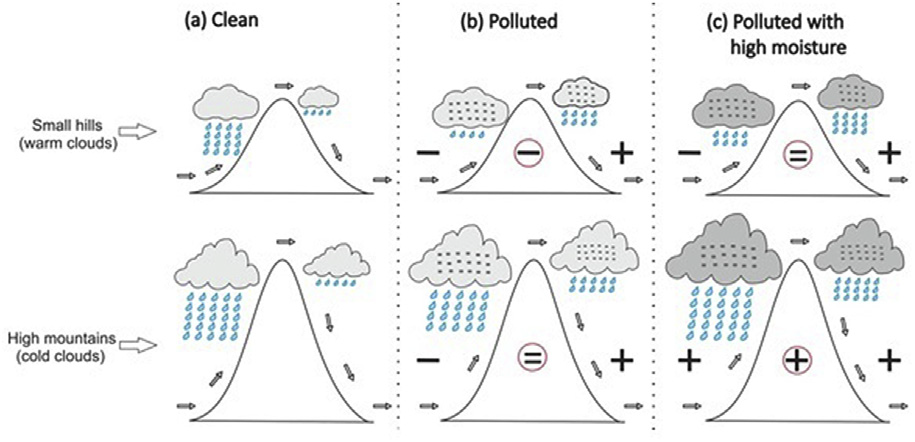 (a) Clean
(b) Polluted
(c) Polluted with
high moisture
Small hills
(warm clouds)
− − + − = +
High mountains
(cold clouds)
− = + + + +